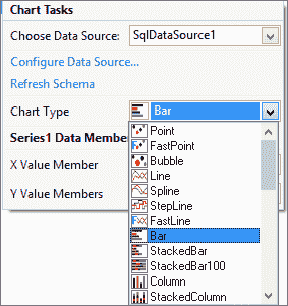 Chart Tasks
Choose Data Source: SqlDataSource1
Configure Data Source...
Refresh Schema
Chart Type Bar
Point
FastPoint
Bubble
Line
Spline
StepLine
FastLine
Bar
StackedBar
StackedBar100
Column
StackedColumn
Series1 Data Membe
X Value Member
Y Value Members